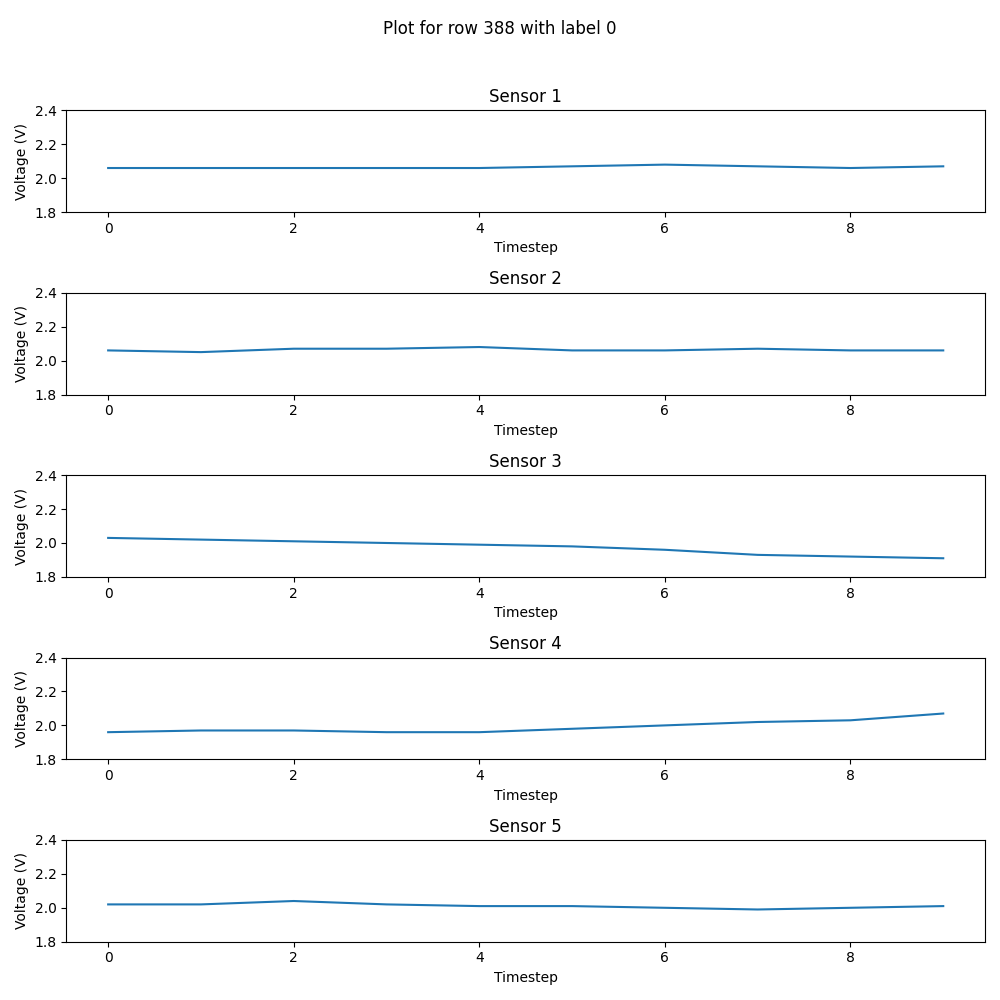 Plot for row 388 with label 0
Sensor 1
2.4
2.2
2.0
1.8
Voltage (V)
0 2 4 6 8
Timestep
Sensor 2
2.4
2.2
2.0
1.8
Voltage (V)
0 2 4 6 8
Timestep
Sensor 3
2.4
2.2
2.0
1.8
Voltage (V)
0 2 4 6 8
Timestep
Sensor 4
2.4
2.2
2.0
1.8
Voltage (V)
0 2 4 6 8
Timestep
Sensor 5
2.4
2.2
2.0
1.8
Voltage (V)
0 2 4 6 8
Timestep